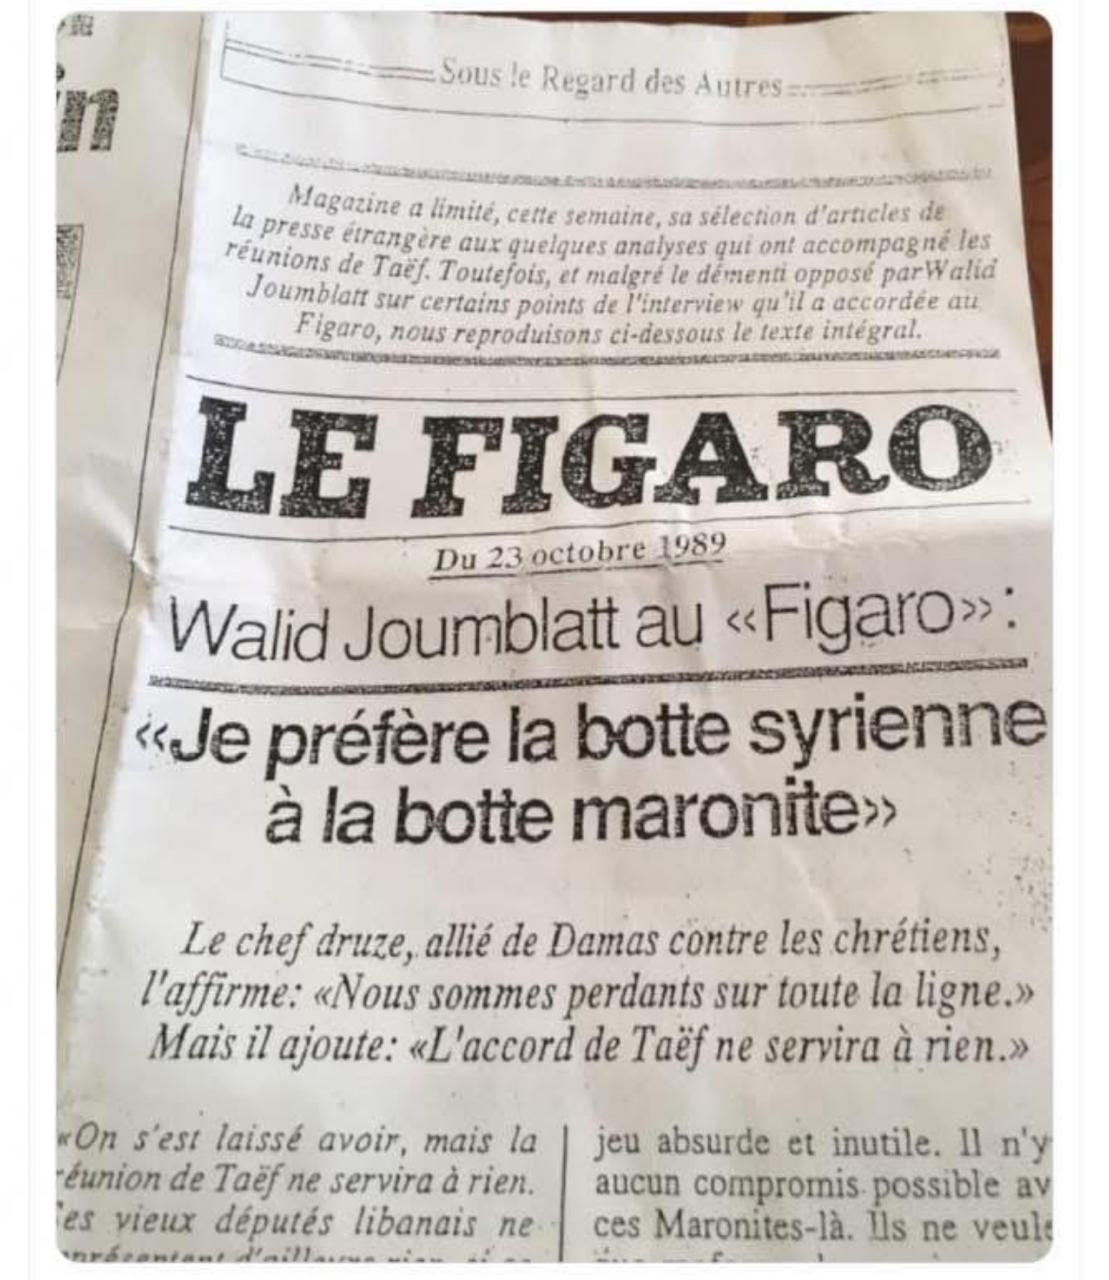 in
Sous le Regard des Autres
Magazine a limité, cette semaine, sa sélection d'articles de
la presse étrangère aux quelques analyses qui ont accompagné les
réunions de Taëf. Toutefois, et malgré le démenti opposé parWalid
Joumblatt sur certains points de l'interview qu'il a accordée au
Figaro, nous reproduisons ci-dessous le texte intégral.
LE FIGARO
Du 23 octobre 1989
Walid Joumblatt au «Figaro» :
«Je préfère la botte syrienne
à la botte maronite»
Le chef druze, allié de Damas contre les chrétiens,
l'affirme: «Nous sommes perdants sur toute la ligne.»
Mais il ajoute: «L'accord de Taëf ne servira à rien.»
«On s'est laissé avoir, mais la
réunion de Taëf ne servira à rien.
es vieux députés libanais ne
jeu absurde et inutile. Il n'y
aucun compromis possible av
ces Maronites-là. Ils ne veule